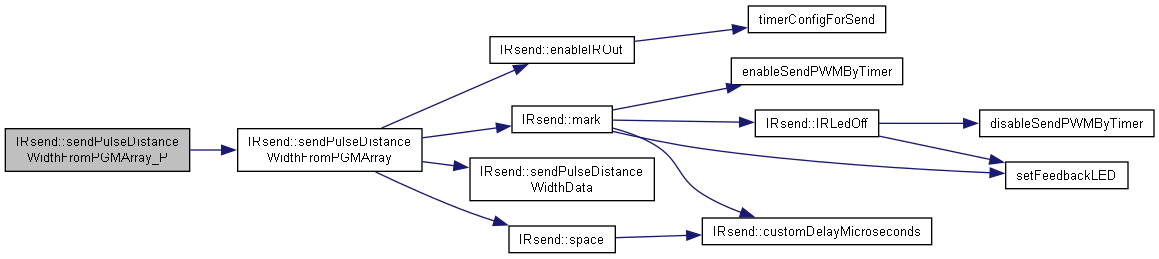 IRsend::sendPulseDistance
WidthFromPGMArray_P
IRsend::sendPulseDistance
WidthFromPGMArray
IRsend::enableIROut
timerConfigForSend
IRsend::mark
enableSendPWMByTimer
IRsend::IRLedOff
disableSendPWMByTimer
setFeedbackLED
IRsend::sendPulseDistance
WidthData
IRsend::space
IRsend::customDelayMicroseconds